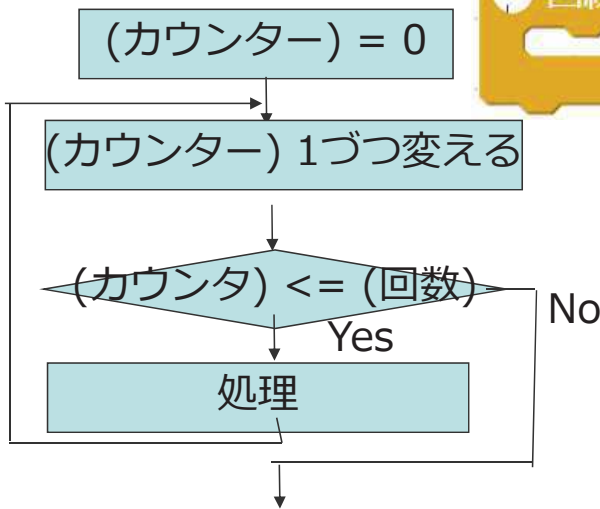 (カウンター) = 0
(カウンター) 1づつ変える
(カウンタ) <= (回数)
No
Yes
処理